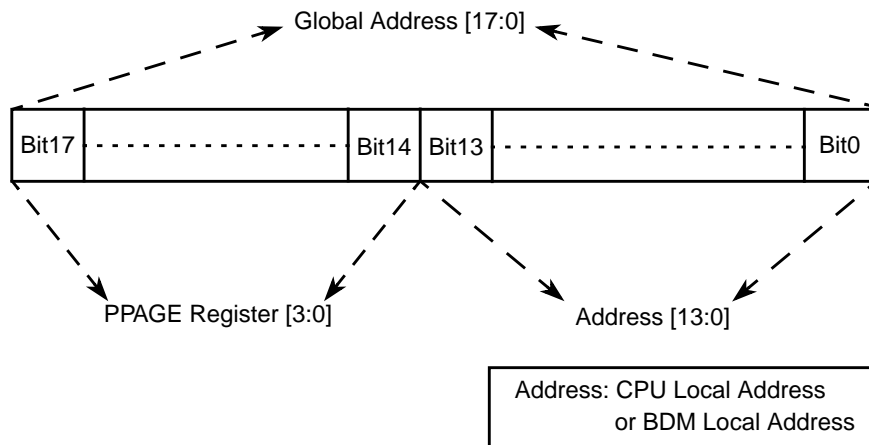 Global Address [17:0]
Bit17 Bit14 Bit13 Bit0
PPAGE Register [3:0]
Address [13:0]
Address: CPU Local Address
or BDM Local Address